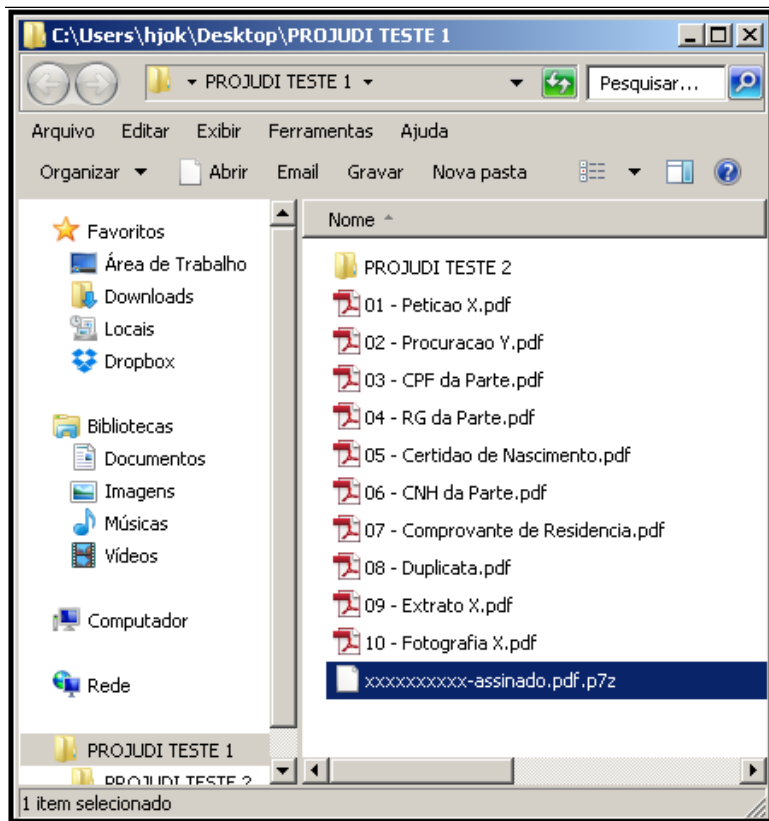 C:\Users\hjok\Desktop\PROJUDI TESTE 1
PROJUDI TESTE 1
Pesquisar...
Arquivo Editar Exibir Ferramentas Ajuda
Organizar Abrir Email Gravar Nova pasta
Favoritos
Área de Trabalho
Downloads
Locais
Dropbox
Bibliotecas
Documentos
Imagens
Músicas
Vídeos
Computador
Rede
PROJUDI TESTE 1
PROJUDI TESTE 2
Nome
PROJUDI TESTE 2
01 - Peticao X.pdf
02 - Procuracao Y.pdf
03 - CPF da Parte.pdf
04 - RG da Parte.pdf
05 - Certidao de Nascimento.pdf
06 - CNH da Parte.pdf
07 - Comprovante de Residencia.pdf
08 - Duplicata.pdf
09 - Extrato X.pdf
10 - Fotografia X.pdf
xxxxxxxxxx-assinado.pdf.p7z
1 item selecionado